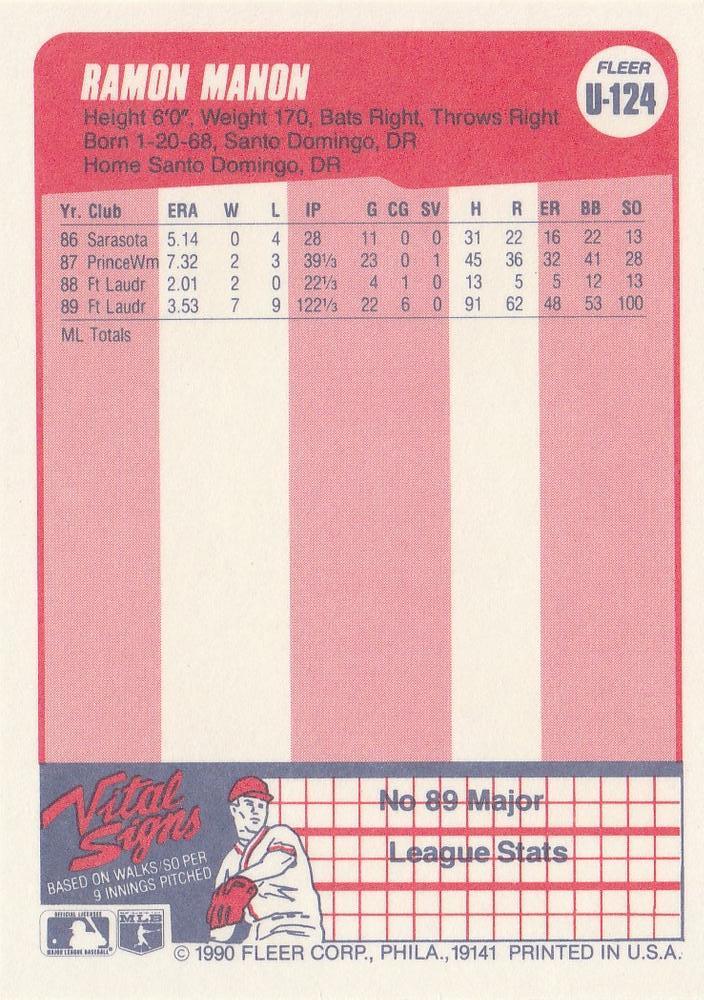 RAMON MANON
FLEER
U-124
Height 6'0", Weight 170, Bats Right, Throws Right
Born 1-20-68, Santo Domingo, DR
Home Santo Domingo, DR
Yr. Club ERA W L IP G CG SV H R ER BB SO
86 Sarasota 5.14 0 4 28 11 0 0 31 22 16 22 13
87 PrinceWm 7.32 2 3 39⅓ 23 0 1 45 36 32 41 28
88 Ft Laudr 2.01 2 0 22⅓ 4 1 0 13 5 5 12 13
89 Ft Laudr 3.53 7 9 122⅓ 22 6 0 91 62 48 53 100
ML Totals
Vital
Signs
BASED ON WALKS/SO PER
9 INNINGS PITCHED
No 89 Major
League Stats
OFFICIAL LICENSEE
MAJOR LEAGUE BASEBALL
MLB
© 1990 FLEER CORP., PHILA., 19141 PRINTED IN U.S.A.